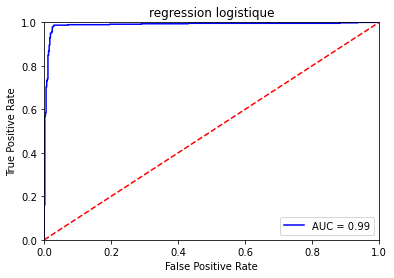 regression logistique
1.0
0.8
0.6
0.4
0.2
0.0
True Positive Rate
AUC = 0.99
0.0 0.2 0.4 0.6 0.8 1.0
False Positive Rate